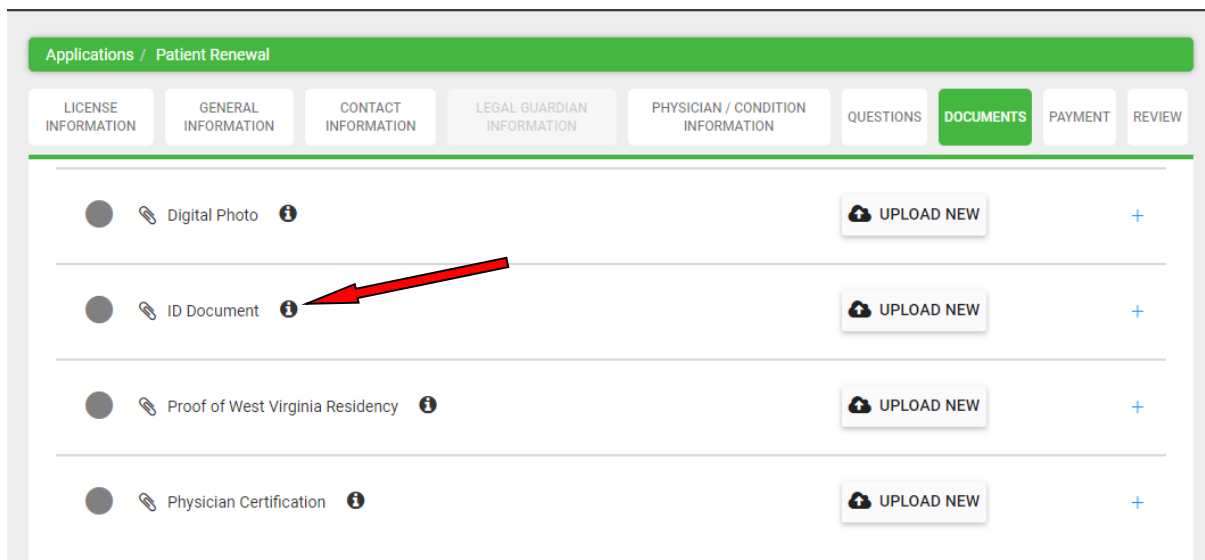 Applications / Patient Renewal
LICENSE INFORMATION
GENERAL INFORMATION
CONTACT INFORMATION
LEGAL GUARDIAN INFORMATION
PHYSICIAN / CONDITION INFORMATION
QUESTIONS
DOCUMENTS
PAYMENT
REVIEW
Digital Photo
UPLOAD NEW
ID Document
UPLOAD NEW
Proof of West Virginia Residency
UPLOAD NEW
Physician Certification
UPLOAD NEW